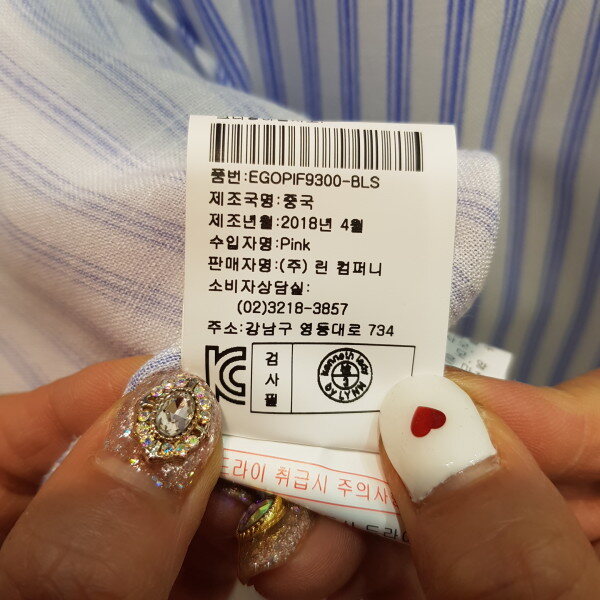 품번:EGOPIF9300-BLS
제조국명:중국
제조년월:2018년 4월
수입자명:Pink
판매자명:(주) 린 컴퍼니
소비자상담실:
(02)3218-3857
주소:강남구 영동대로 734
검사필
kenneth lady
by LYNN
드라이 취급시 주의사